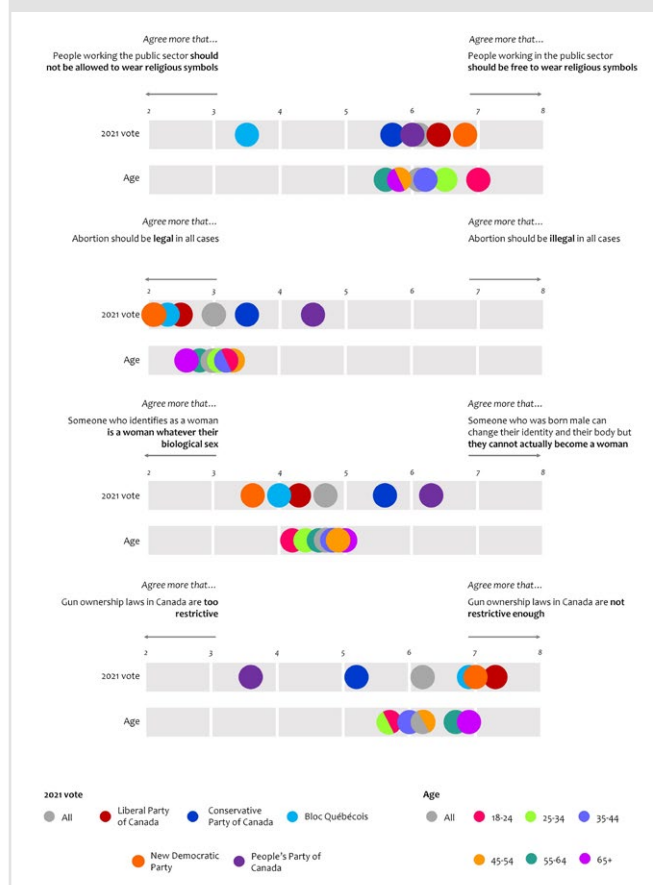 Agree more that...
People working the public sector should
not be allowed to wear religious symbols
Agree more that...
People working in the public sector
should be free to wear religious symbols
2 3 4 5 6 7 8
2021 vote
Age
Agree more that...
Abortion should be legal in all cases
Agree more that...
Abortion should be illegal in all cases
2 3 4 5 6 7 8
2021 vote
Age
Agree more that...
Someone who identifies as a woman
is a woman whatever their
biological sex
Agree more that...
Someone who was born male can
change their identity and their body but
they cannot actually become a woman
2 3 4 5 6 7 8
2021 vote
Age
Agree more that...
Gun ownership laws in Canada are too
restrictive
Agree more that...
Gun ownership laws in Canada are not
restrictive enough
2 3 4 5 6 7 8
2021 vote
Age
2021 vote
All
Liberal Party
of Canada
Conservative
Party of Canada
Bloc Québécois
New Democratic
Party
People's Party of
Canada
Age
All
18-24
25-34
35-44
45-54
55-64
65+